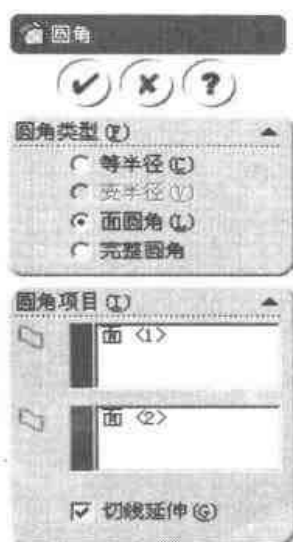 圆角
?
圆角类型(F)
等半径(C)
变半径(V)
面圆角(L)
完整圆角
圆角项目(I)
面 <1>
面 <2>
切线延伸(G)